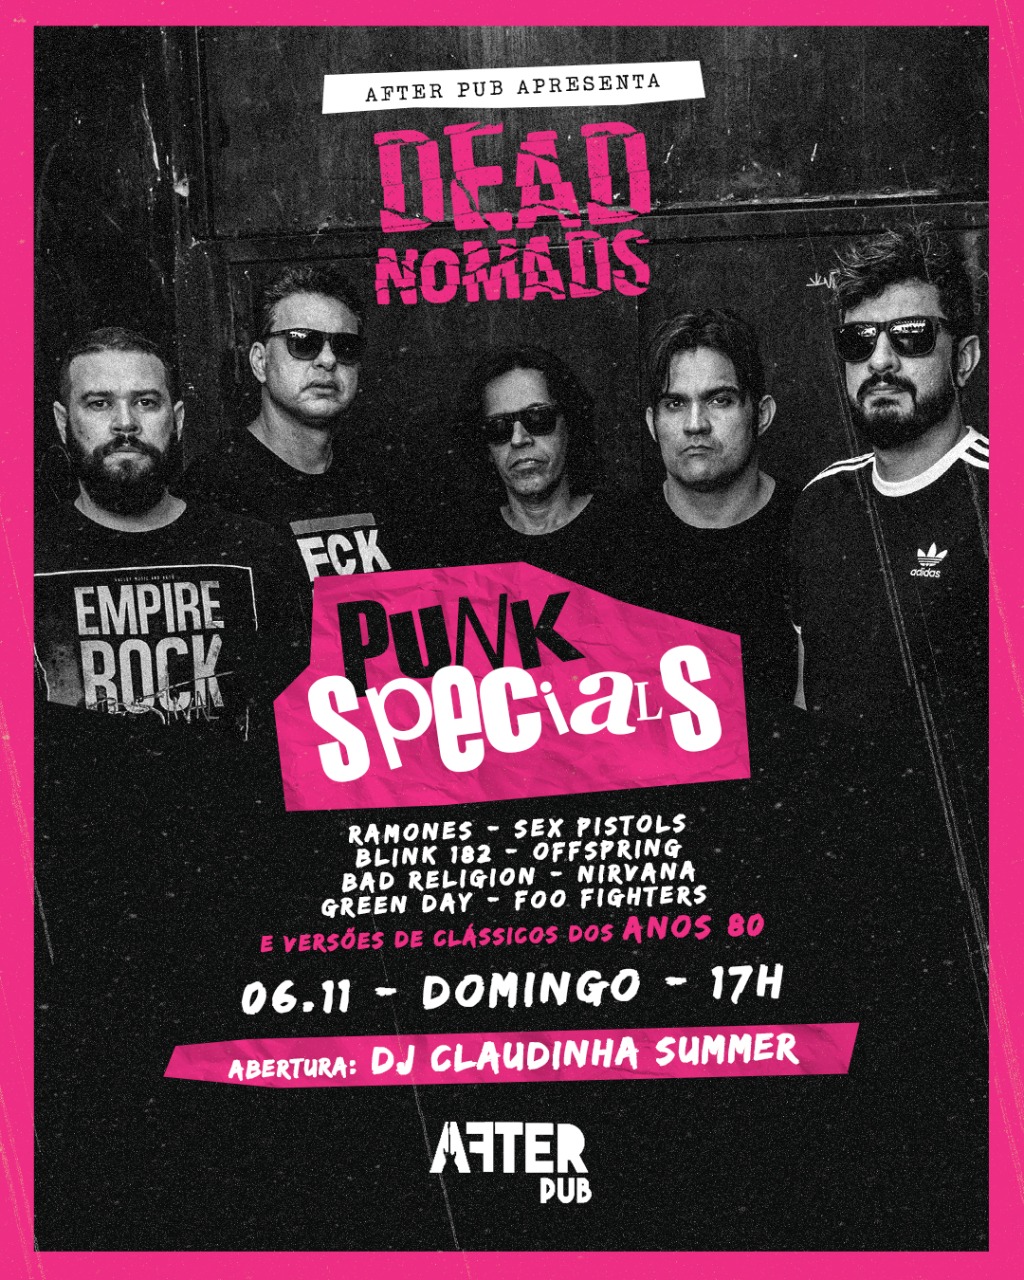 AFTER PUB APRESENTA
DEAD
NOMADS
FCK
EMPIRE
ROCK
FESTIVAL
adidas
PUNK
SPECIALS
RAMONES - SEX PISTOLS
BLINK 182 - OFFSPRING
BAD RELIGION - NIRVANA
GREEN DAY - FOO FIGHTERS
E VERSÕES DE CLÁSSICOS DOS ANOS 80
06.11 - DOMINGO - 17H
ABERTURA: DJ CLAUDINHA SUMMER
AFTER
PUB